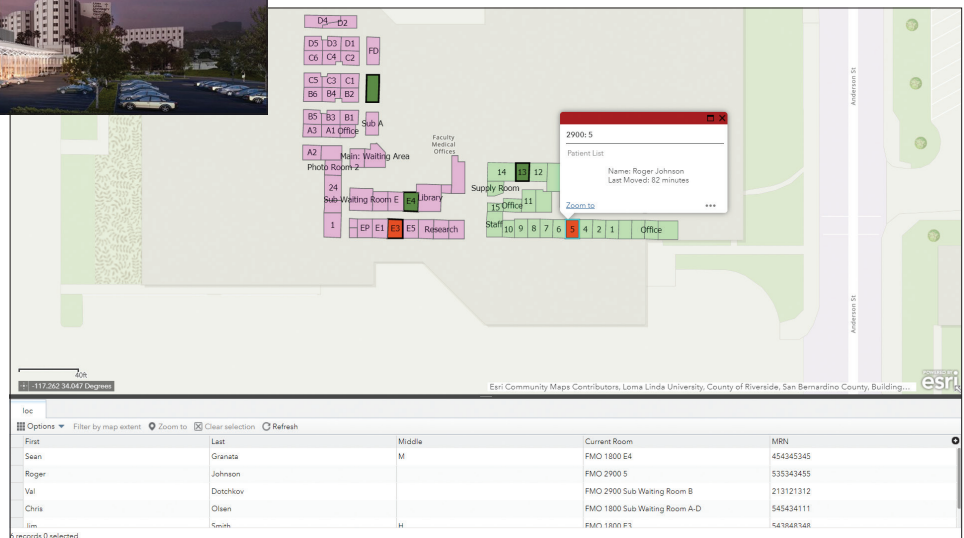 D4 D2
D5 D3 D1
FD
C6 C4 C2
C5 C3 C1
B6 B4 B2
B5 B3 B1
Sub A
A3 A1 Office
A2
Main: Waiting Area
Photo Room 2
24
Sub-Waiting Room E E4 Library
1
EP E1 E3 E5 Research
Faculty
Medical
Offices
14 13 12
Supply Room
15 Office 11
Staff 10 9 8 7 6 5 4 2 1 Office
2900: 5
Patient List
Name: Roger Johnson
Last Moved: 82 minutes
Zoom to
Anderson St
Anderson St
40ft
-117.262 34.047 Degrees
Esri Community Maps Contributors, Loma Linda University, County of Riverside, San Bernardino County, Building...
POWERED BY
esri
loc
Options Filter by map extent Zoom to Clear selection Refresh
First Last Middle Current Room MRN
Sean Granata M FMO 1800 E4 454345345
Roger Johnson FMO 2900 5 535343455
Val Dotchkov FMO 2900 Sub Waiting Room B 213121312
Chris Olsen FMO 1800 Sub Waiting Room A-D 545434111
Jim Smith H FMO 1800 E3 543848348
6 records 0 selected